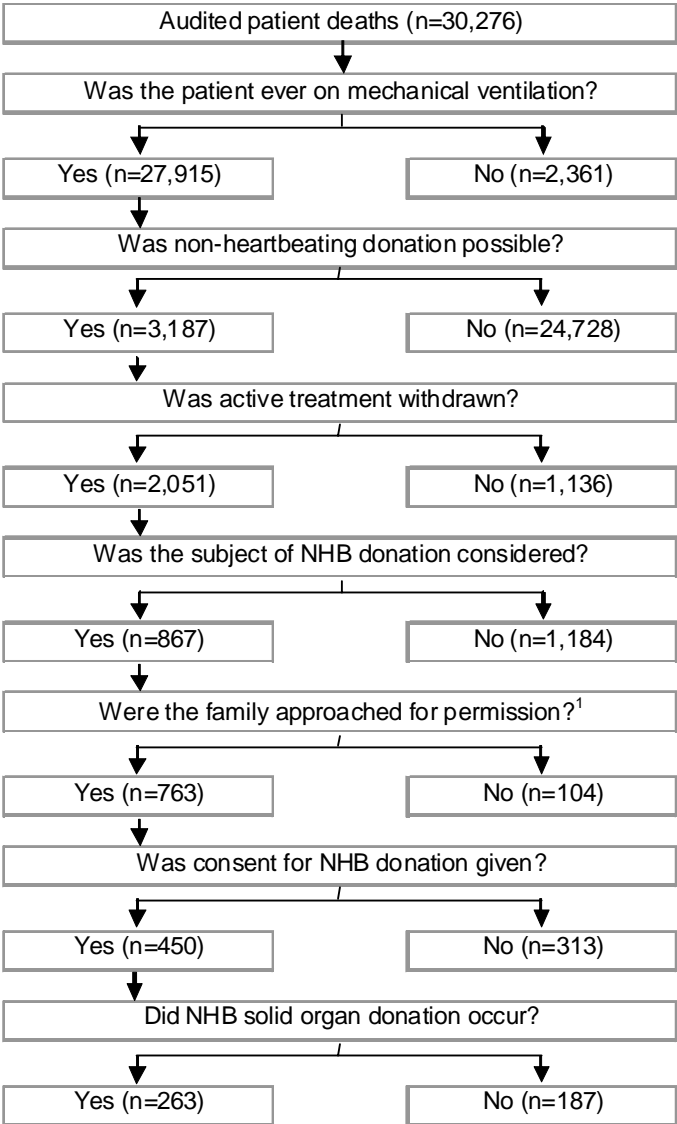 Audited patient deaths (n=30,276)
Was the patient ever on mechanical ventilation?
Yes (n=27,915)
No (n=2,361)
Was non-heartbeating donation possible?
Yes (n=3,187)
No (n=24,728)
Was active treatment withdrawn?
Yes (n=2,051)
No (n=1,136)
Was the subject of NHB donation considered?
Yes (n=867)
No (n=1,184)
Were the family approached for permission?¹
Yes (n=763)
No (n=104)
Was consent for NHB donation given?
Yes (n=450)
No (n=313)
Did NHB solid organ donation occur?
Yes (n=263)
No (n=187)